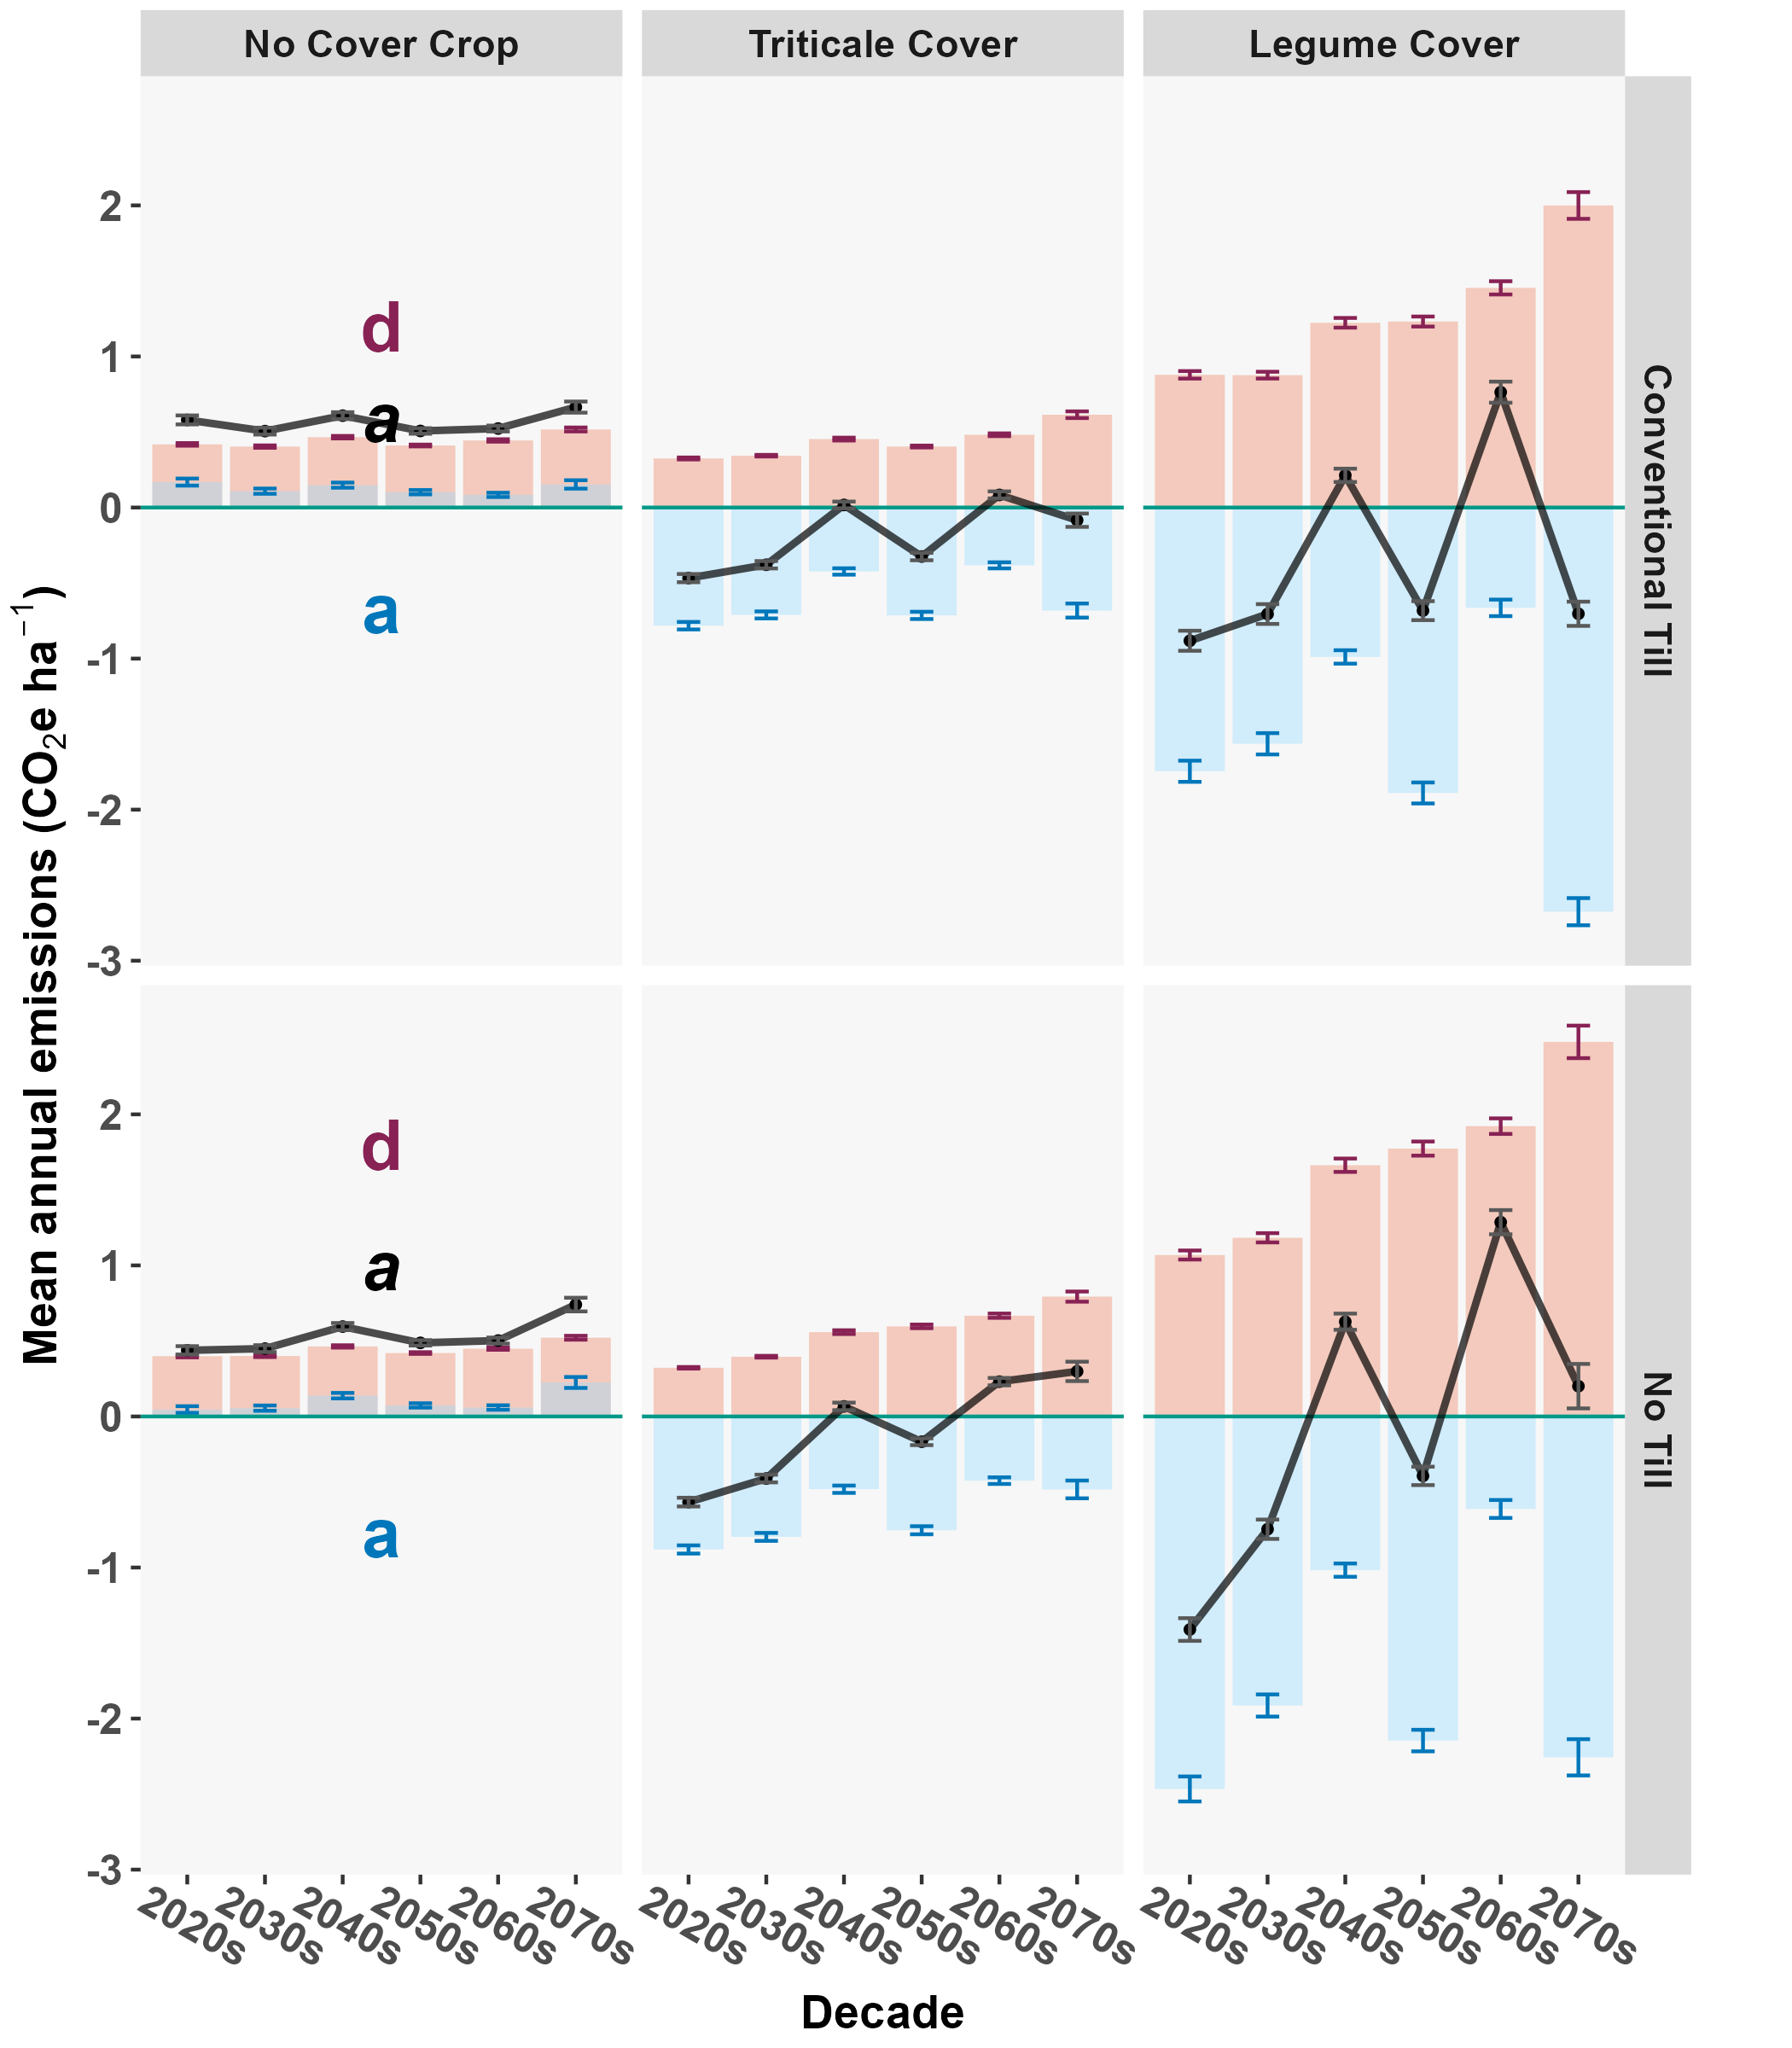 No Cover Crop
Triticale Cover
Legume Cover
Mean annual emissions (CO₂e ha⁻¹)
2
1
0
-1
-2
-3
d
a
a
Conventional Till
2
1
0
-1
-2
-3
d
a
a
No Till
2020s 2030s 2040s 2050s 2060s 2070s
2020s 2030s 2040s 2050s 2060s 2070s
2020s 2030s 2040s 2050s 2060s 2070s
Decade